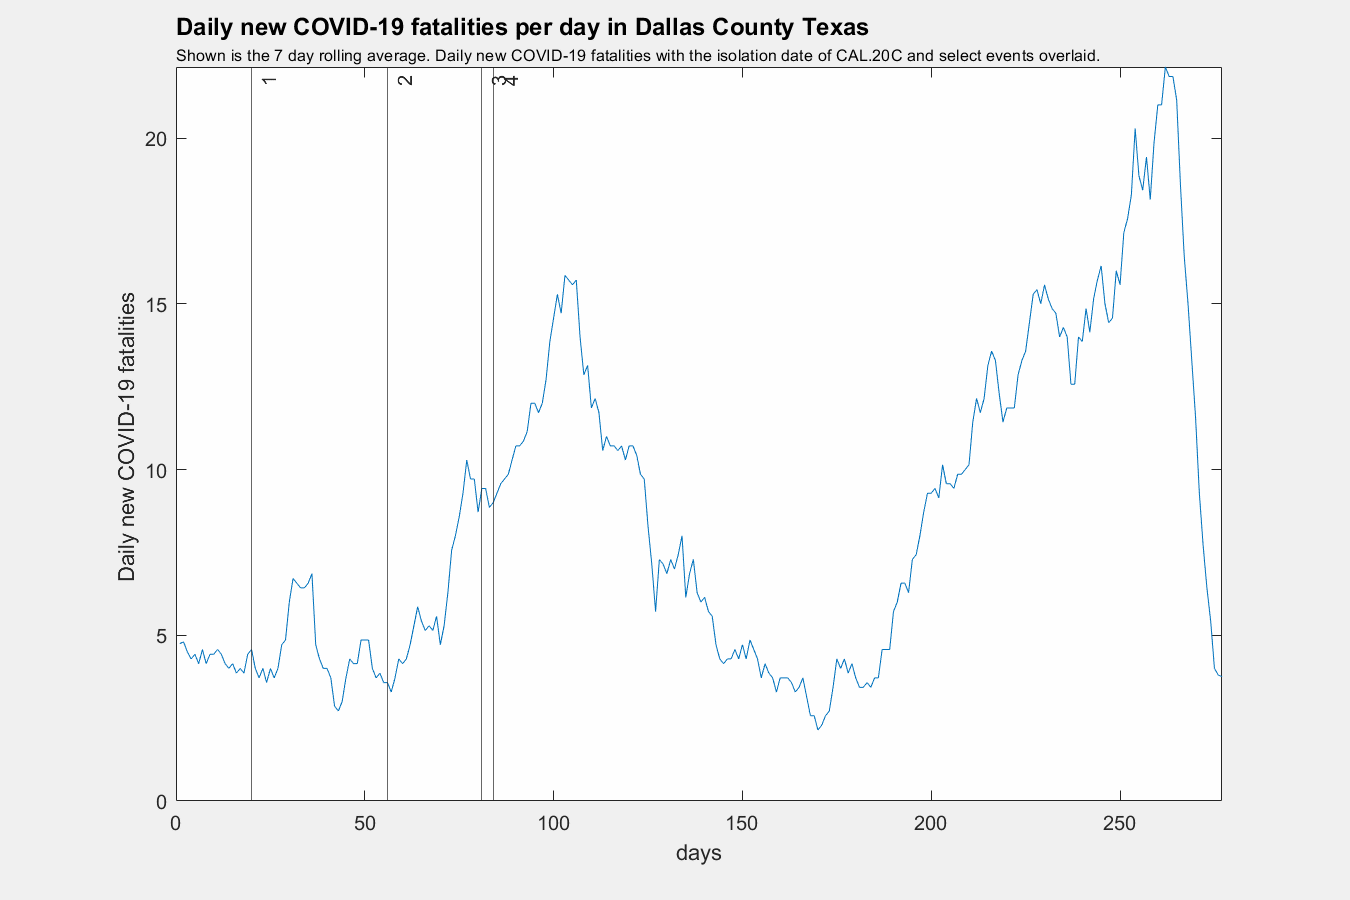 Daily new COVID-19 fatalities per day in Dallas County Texas
Shown is the 7 day rolling average. Daily new COVID-19 fatalities with the isolation date of CAL.20C and select events overlaid.
1
2
3
4
20
15
10
5
0
Daily new COVID-19 fatalities
0 50 100 150 200 250
days